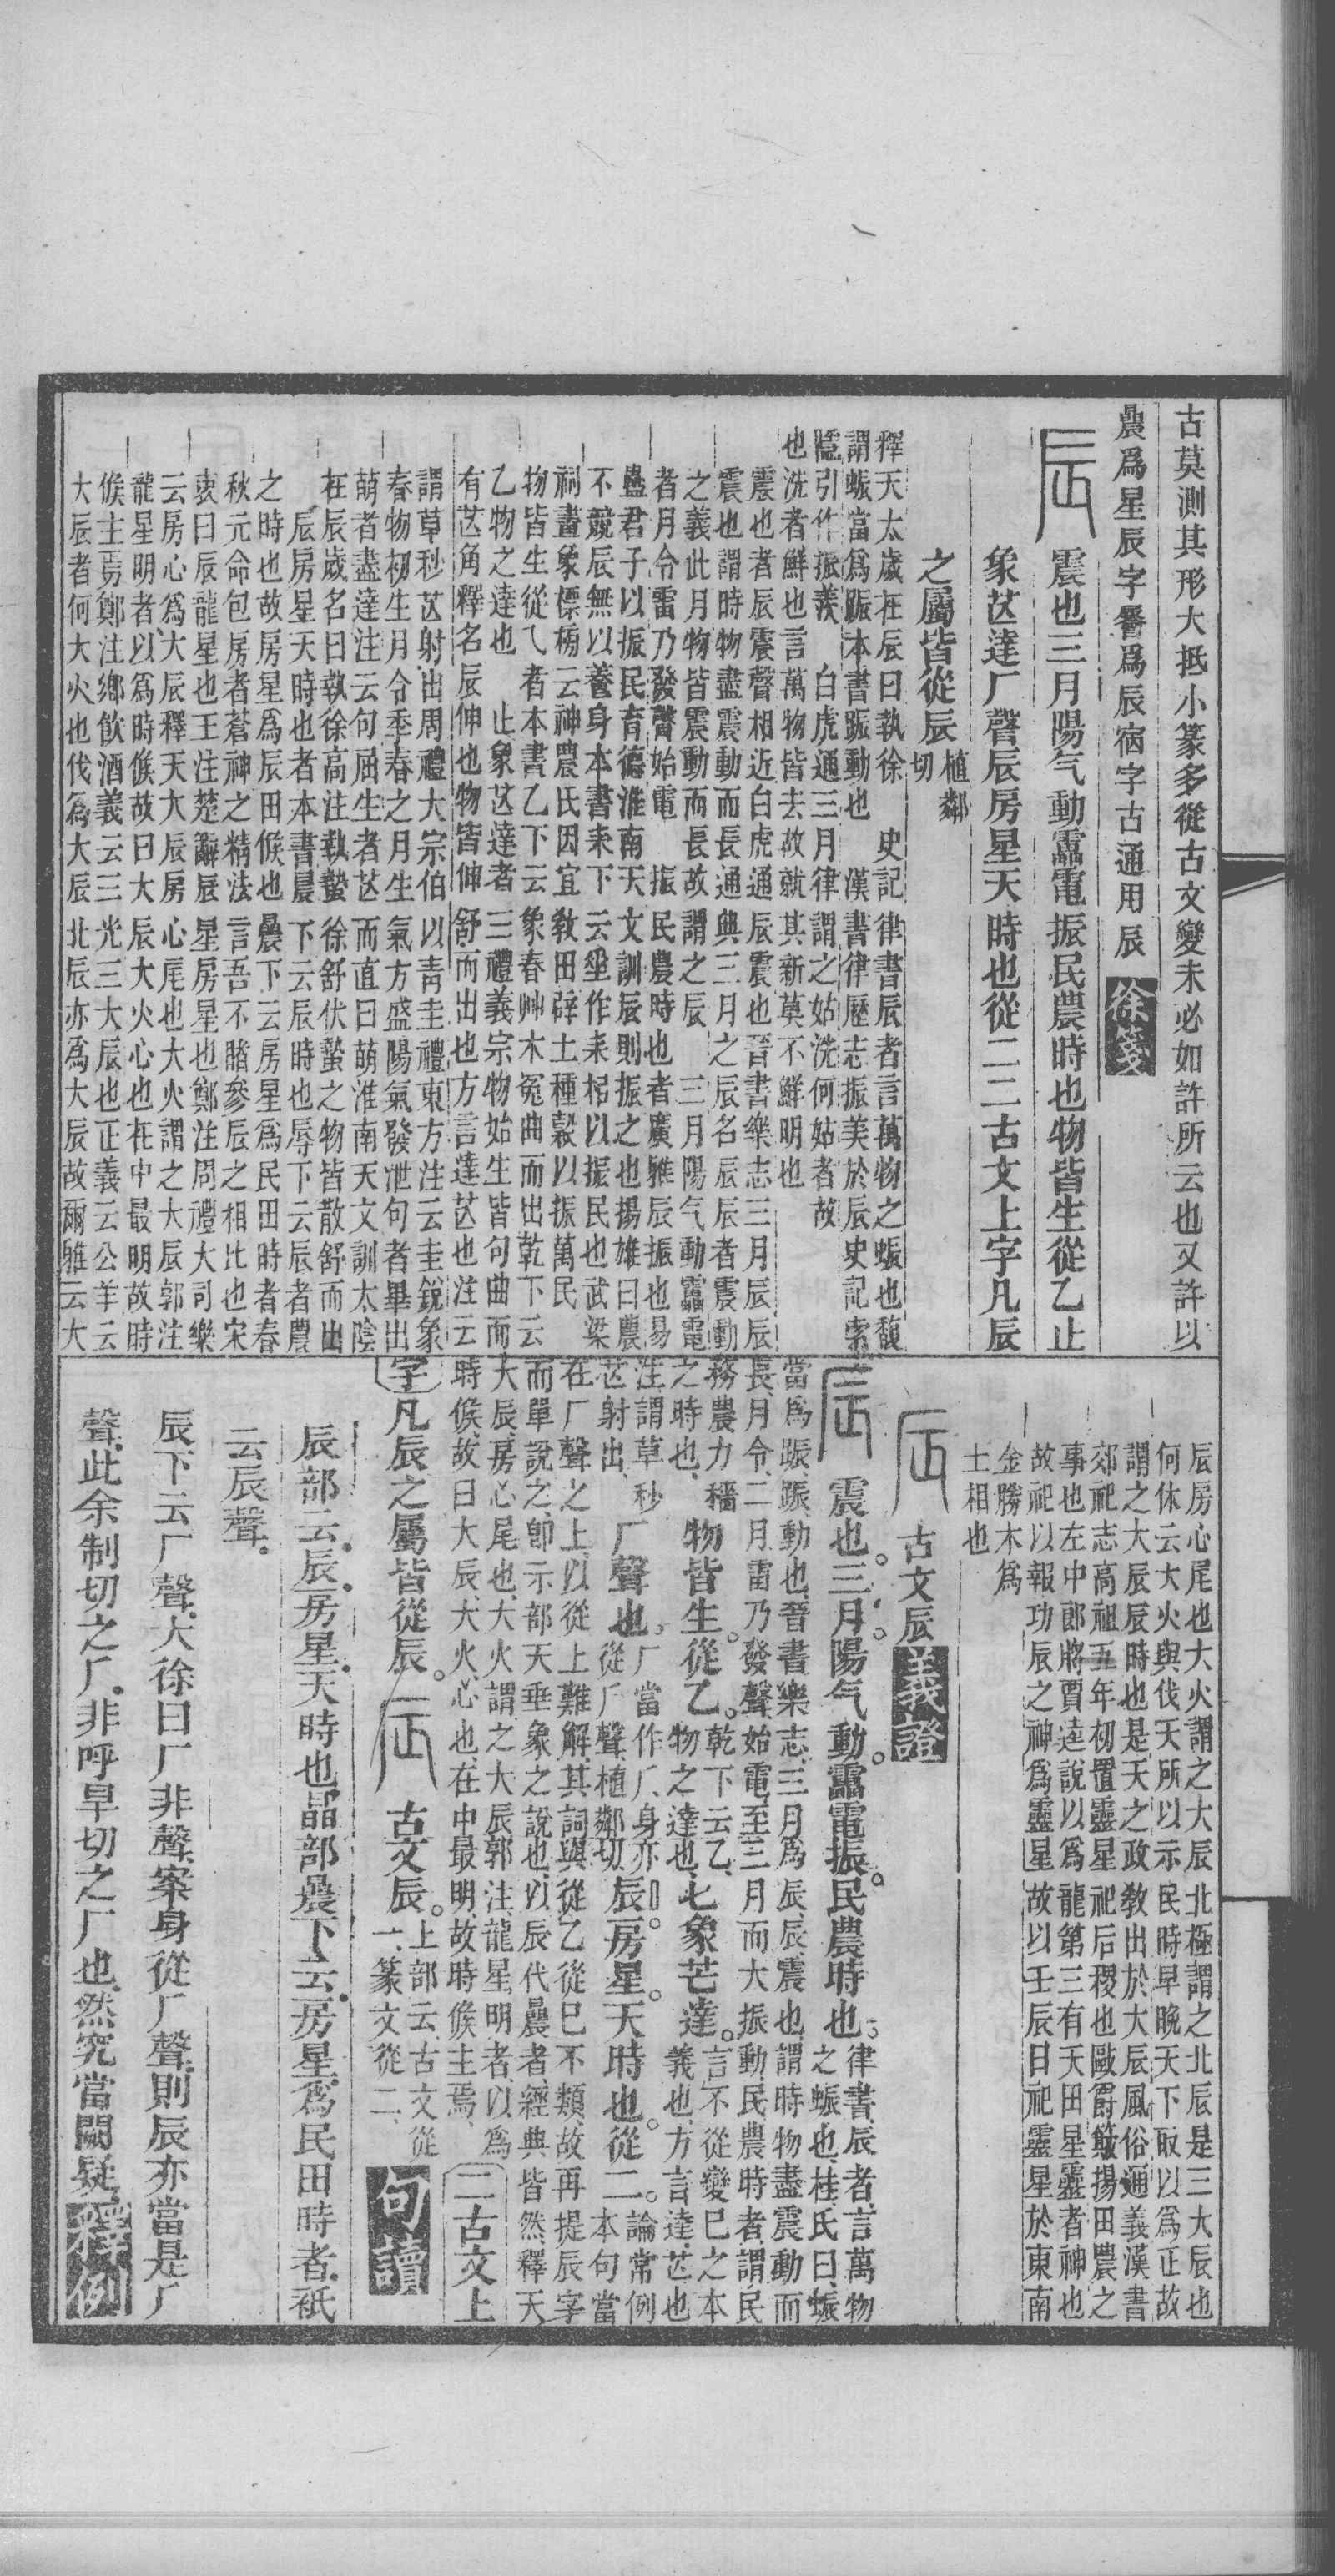 古莫測其形大抵小篆多從古文變未必如許所云也又許以
農爲星辰字㬜爲辰宿字古通用辰 徐箋
震也三月陽气動靁電振民農時也物皆生從乙止
象芒達厂聲辰房星天時也從二二古文上字凡辰
之屬皆從辰 植鄰切
釋天太歲在辰曰執徐 史記律書辰者言萬物之蜄也馥
謂蜄當爲踬本書踬動也 漢書律歷志振美於辰史記索
隱引作振羨 白虎通三月律謂之姑洗何姑者故
也洗者鮮也言萬物皆去故就其新莫不鮮明也
震也者辰震聲相近白虎通辰震也晉書樂志三月辰辰
震也謂時物盡震動而長通典三月之辰名辰辰者震動
之義此月物皆震動而長故謂之辰 三月陽气動靁電
者月令雷乃發聲始電 振民農時也者廣雅辰振也易
蠱君子以振民育德淮南天文訓辰則振之也揚雄曰農
不競辰無以養身本書耒下云垂作耒梠以振民也武梁
祠畫象標榜云神農氏因宜敎田辟土種穀以振萬民
物皆生從乀者本書乙下云象春艸木冤曲而出乾下云
乙物之達也 止象芒達者三禮義宗物始生皆句曲而
有芒角釋名辰伸也物皆伸舒而出也方言達芒也注云
謂草秒芒射出周禮大宗伯以靑圭禮東方注云圭銳象
春物初生月令季春之月生氣方盛陽氣發泄句者畢出
萌者盡達注云句屈生者芒而直曰萌淮南天文訓太陰
在辰歲名曰執徐高注執蟄徐舒伏蟄之物皆散舒而出
辰房星天時也者本書晨下云辰時也辱下云辰者農
之時也故房星爲辰田候也㬜下云房星爲民田時者春
秋元命包房者蒼神之精法言吾不睹參辰之相比也宋
衷曰辰龍星也王注楚辭辰星房星也鄭注周禮大司樂
云房心爲大辰釋天大辰房心尾也大火謂之大辰郭注
龍星明者以爲時候故曰大辰大火心也在中最明故時
候主焉鄭注鄉飮酒義云三光三大辰也正義云公羊云
大辰者何大火也伐爲大辰北辰亦爲大辰故爾雅云大
辰房心尾也大火謂之大辰北極謂之北辰是三大辰也
何休云大火與伐天所以示民時早晚天下取以爲正故
謂之大辰辰時也是天之政敎出於大辰風俗通義漢書
郊祀志高祖五年初置靈星祀后稷也歐爵簸揚田農之
事也左中郎將賈逵說以爲龍第三有天田星靈者神也
故祀以報功辰之神爲靈星故以壬辰日祀靈星於東南
金勝木爲
土相也
古文辰 義證
震也。三月。陽气動。靁電振。民農時也。律書、辰者、言萬物之蜄也、桂氏曰、蜄
當爲踬、踬、動也、晉書樂志、三月爲辰、辰、震也、謂時物盡震動而
長、月令、二月雷乃發聲、始電、至三月而大振動、民農時者、謂民
務農力穡之時也、物皆生。從乙。乾下云、乙、物之達也、匕象芒達。言不從變匕之本義也、方言、達、芒也
注、謂草秒芒射出、厂聲也。厂當作𠂆、身亦從𠂆聲、植鄰切、辰。房星。天時也。從二。論常例、本句當
在厂聲之上、以從上難解、其詞與從乙從匕不類、故再提辰字
而單說之、卽示部天垂象之說也、以辰代㬜者、經典皆然、釋天
大辰、房心尾也、大火謂之大辰、郭注、龍星、明者、以爲
時候、故曰大辰、大火、心也、在中最明、故時候主焉、 二古文上
字凡辰之屬皆從辰。 古文辰。上部云、古文從一、篆文從二、 句讀
辰部云、辰、房星、天時也、晶部㬜下云、房星、爲民田時者、衹
云辰聲、
辰下云厂聲、大徐曰厂非聲、案身從厂聲、則辰亦當是厂
聲、此余制切之厂、非呼旱切之厂也、然究當闕疑、 釋例